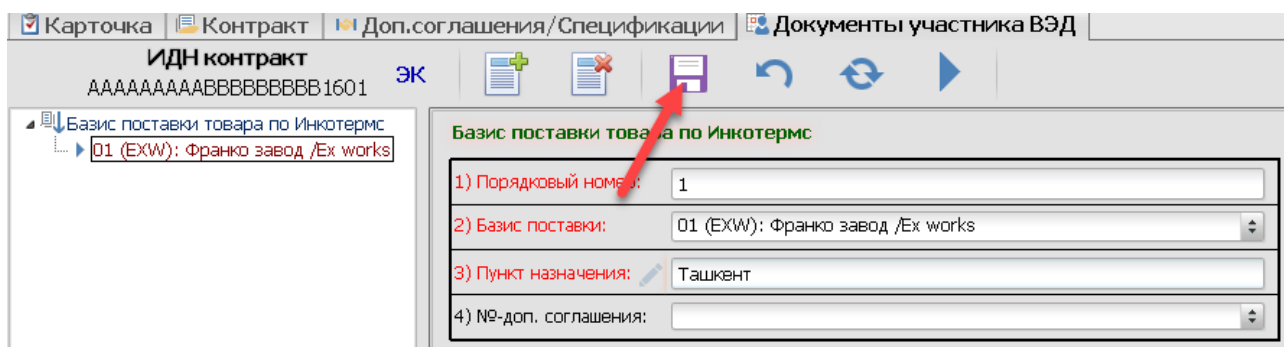 Карточка Контракт Доп.соглашения/Спецификации Документы участника ВЭД
ИДН контракт
AAAAAAAAABBBBBBBBB1601 ЭК
Базис поставки товара по Инкотермс
01 (EXW): Франко завод /Ex works
Базис поставки товара по Инкотермс
1) Порядковый номер: 1
2) Базис поставки: 01 (EXW): Франко завод /Ex works
3) Пункт назначения: Ташкент
4) №-доп. соглашения: